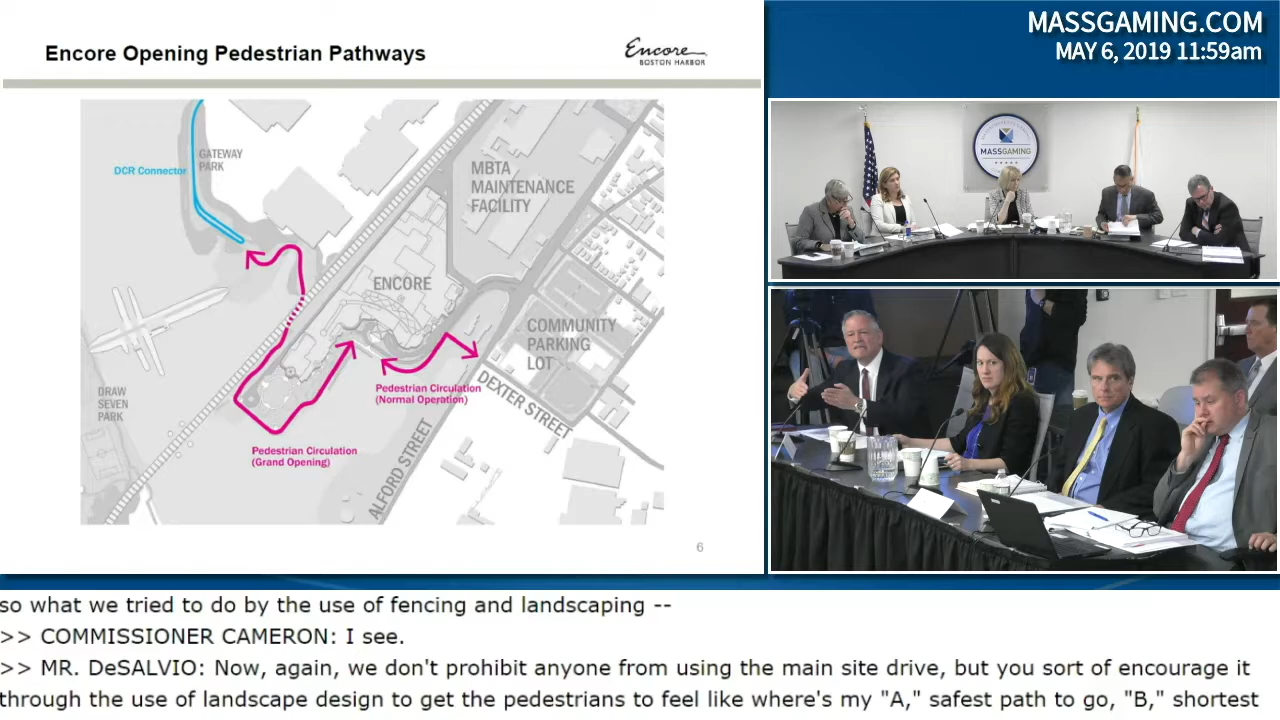 Encore Opening Pedestrian Pathways
Encore
BOSTON HARBOR
MASSGAMING.COM
MAY 6, 2019 11:59am
DCR Connector
GATEWAY
PARK
MBTA
MAINTENANCE
FACILITY
ENCORE
COMMUNITY
PARKING
LOT
DRAW
SEVEN
PARK
Pedestrian Circulation
(Normal Operation)
DEXTER STREET
Pedestrian Circulation
(Grand Opening)
ALFORD STREET
6
MASSGAMING
so what we tried to do by the use of fencing and landscaping --
>> COMMISSIONER CAMERON: I see.
>> MR. DeSALVIO: Now, again, we don't prohibit anyone from using the main site drive, but you sort of encourage it
through the use of landscape design to get the pedestrians to feel like where's my "A," safest path to go, "B," shortest